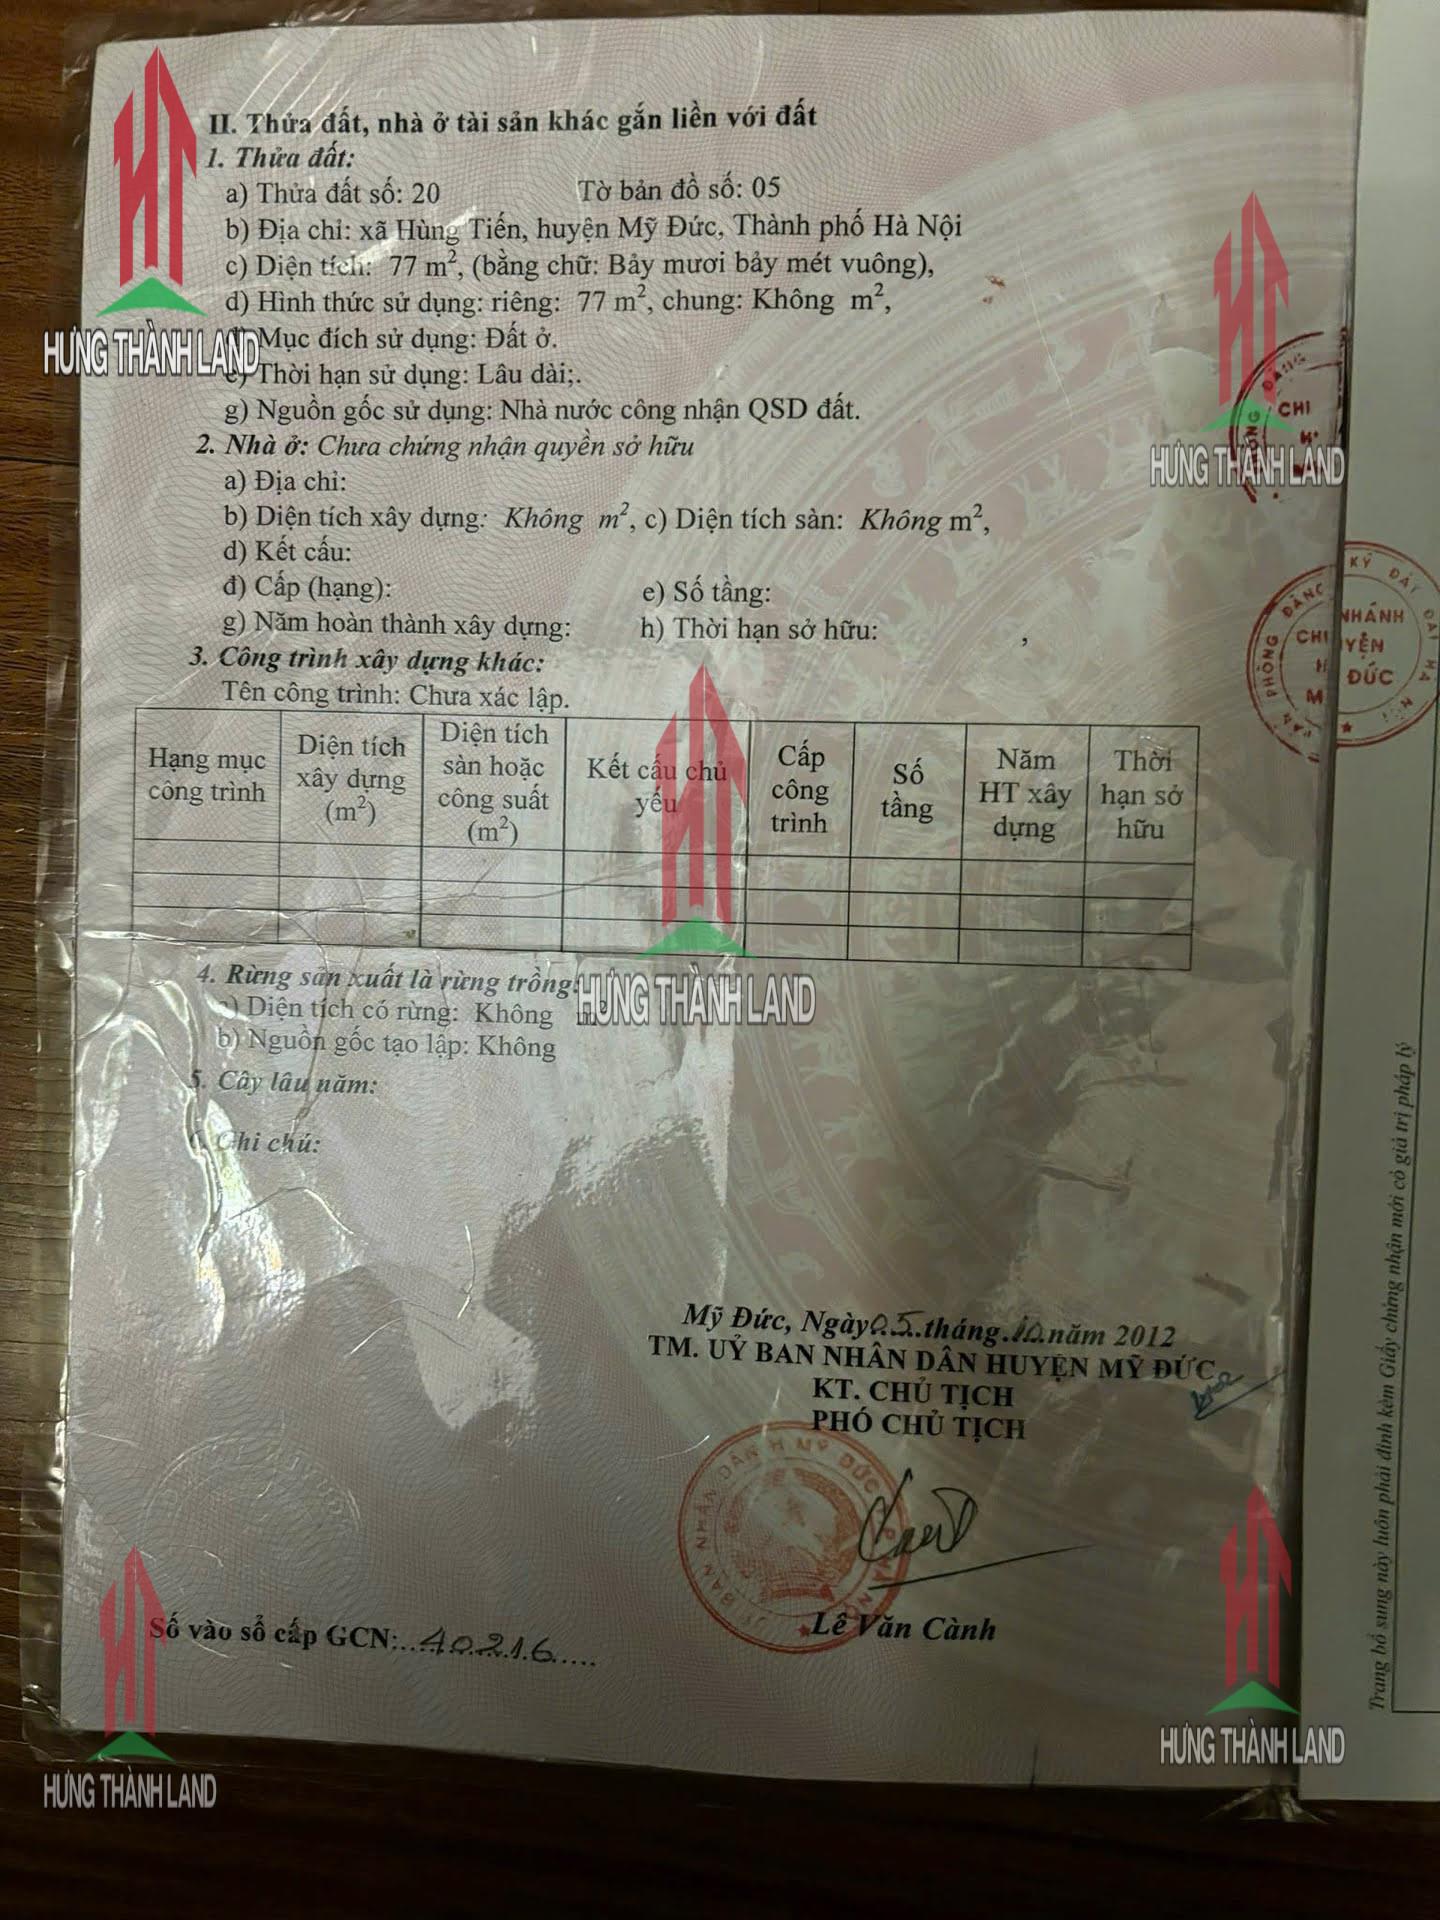 II. Thửa đất, nhà ở tài sản khác gắn liền với đất
1. Thửa đất:
a) Thửa đất số: 20 Tờ bản đồ số: 05
b) Địa chỉ: xã Hùng Tiến, huyện Mỹ Đức, Thành phố Hà Nội
c) Diện tích: 77 m², (bằng chữ: Bảy mươi bảy mét vuông),
d) Hình thức sử dụng: riêng: 77 m², chung: Không m²,
đ) Mục đích sử dụng: Đất ở.
HƯNG THÀNH LAND
e) Thời hạn sử dụng: Lâu dài;.
g) Nguồn gốc sử dụng: Nhà nước công nhận QSD đất.
2. Nhà ở: Chưa chứng nhận quyền sở hữu
HƯNG THÀNH LAND
a) Địa chỉ:
b) Diện tích xây dựng: Không m², c) Diện tích sàn: Không m²,
d) Kết cấu:
đ) Cấp (hạng): e) Số tầng:
g) Năm hoàn thành xây dựng: h) Thời hạn sở hữu: ,
3. Công trình xây dựng khác:
Tên công trình: Chưa xác lập.
Hạng mục công trình
Diện tích xây dựng (m²)
Diện tích sàn hoặc công suất (m²)
Kết cấu chủ yếu
Cấp công trình
Số tầng
Năm HT xây dựng
Thời hạn sở hữu
4. Rừng sản xuất là rừng trồng:
HƯNG THÀNH LAND
a) Diện tích có rừng: Không m²
b) Nguồn gốc tạo lập: Không
5. Cây lâu năm:
6. Ghi chú:
Mỹ Đức, Ngày 05 tháng 10 năm 2012
TM. UỶ BAN NHÂN DÂN HUYỆN MỸ ĐỨC
KT. CHỦ TỊCH
PHÓ CHỦ TỊCH
Lê Văn Cành
Số vào sổ cấp GCN: 40216
HƯNG THÀNH LAND
HƯNG THÀNH LAND
Trang bổ sung này luôn phải đính kèm Giấy chứng nhận mới có giá trị pháp lý